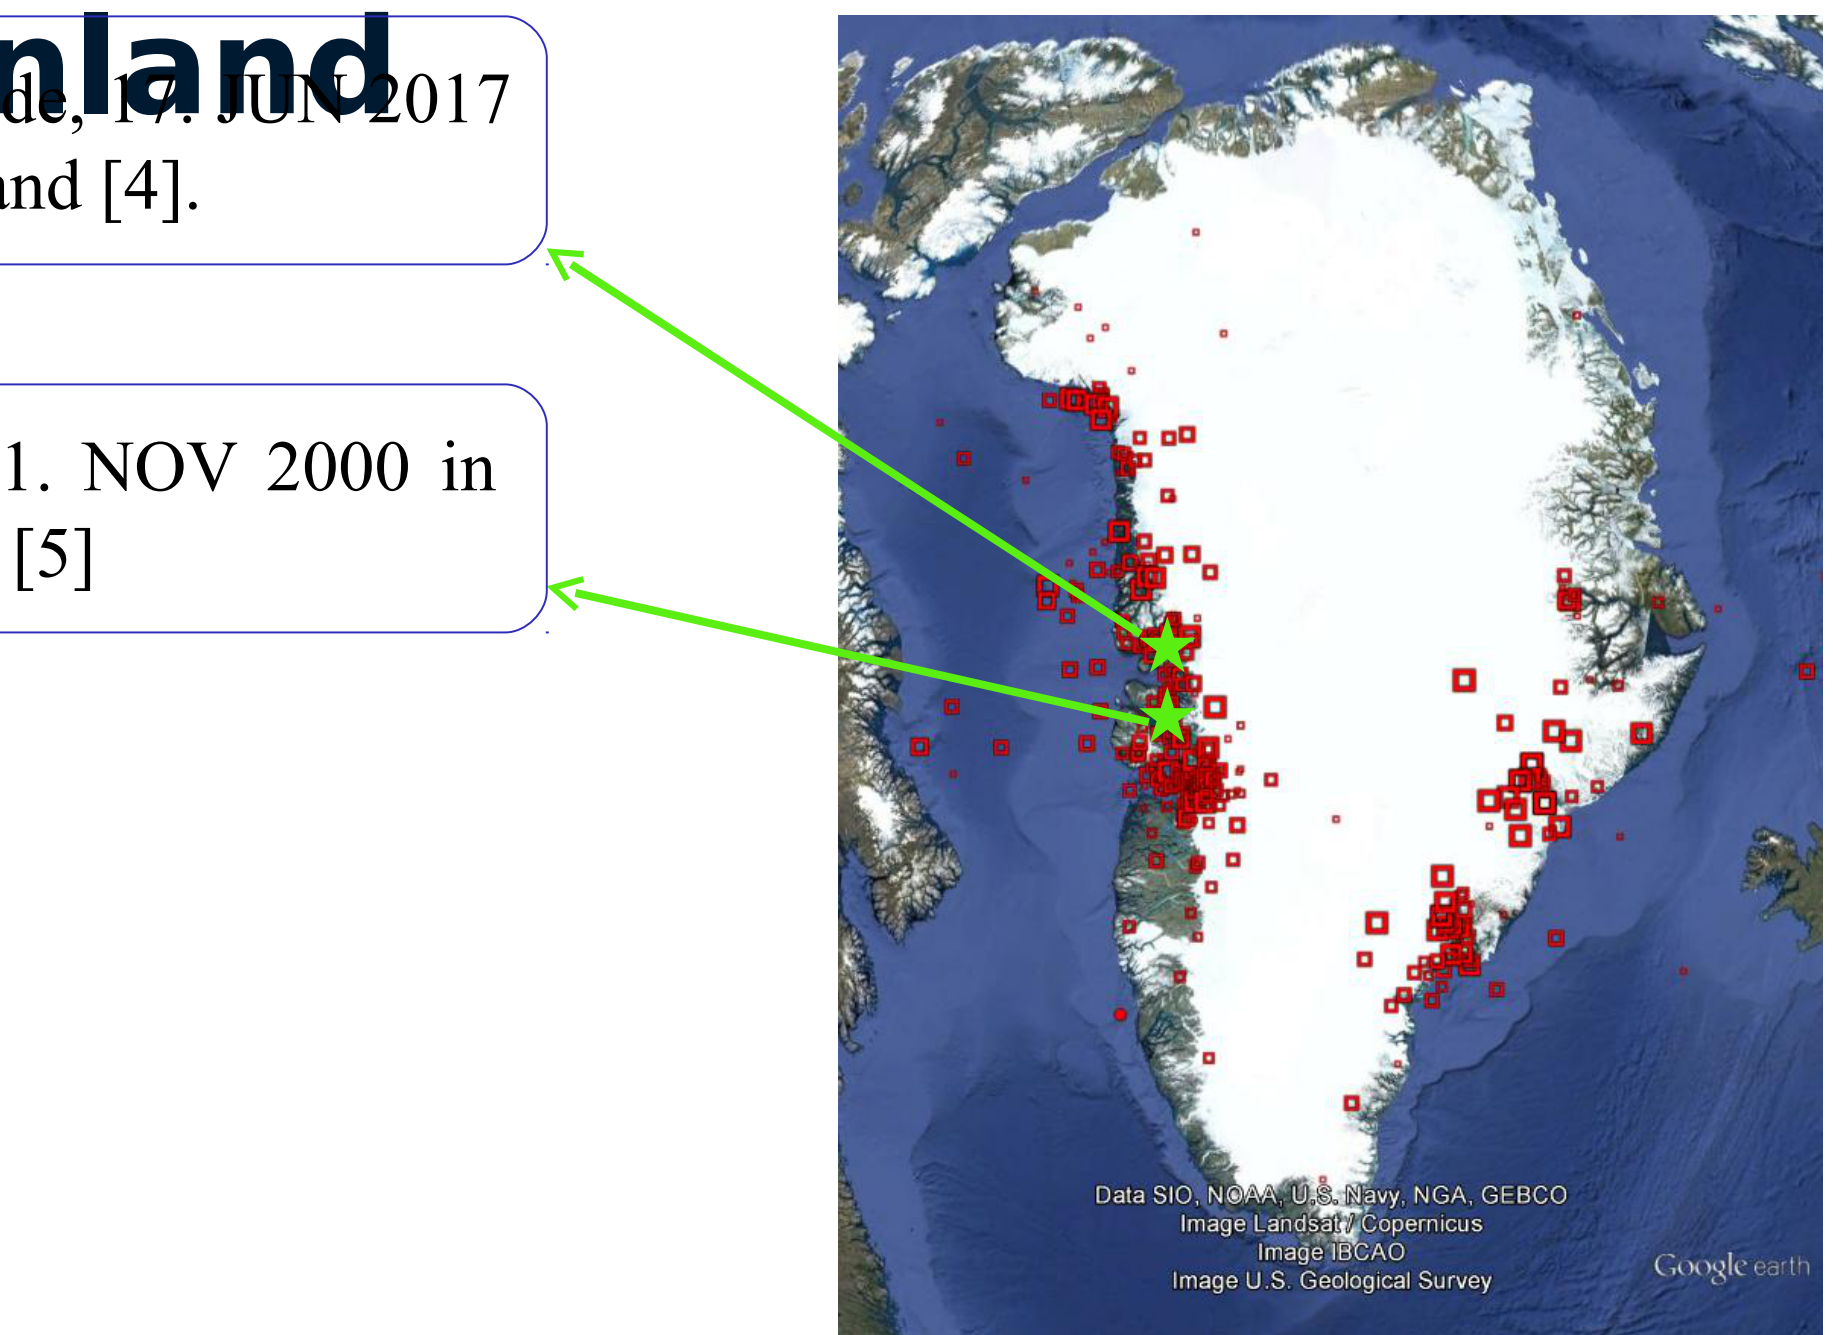 nland
de, 17. JUN 2017
and [4].
1. NOV 2000 in
[5]
Data SIO, NOAA, U.S. Navy, NGA, GEBCO
Image Landsat / Copernicus
Image IBCAO
Image U.S. Geological Survey
Google earth